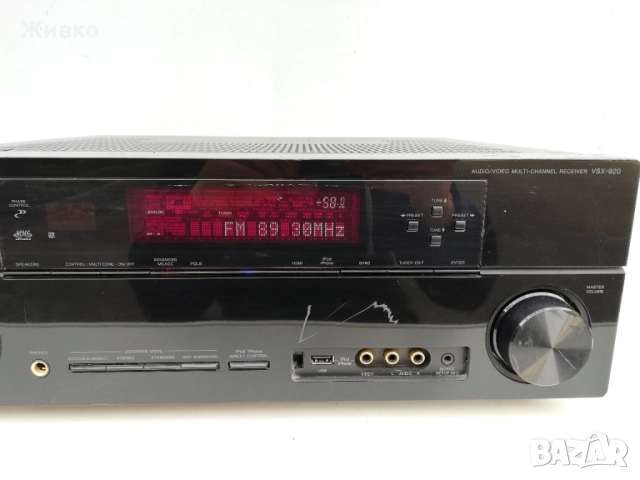 Живко
AUDIO/VIDEO MULTI-CHANNEL RECEIVER VSX-920
PHASE CONTROL
TUNE
PRESET PRESET
TUNE
-58.0
TUNER
FM 89.30MHz
SPEAKERS CONTROL / MULTI-ZONE - ON/OFF ADVANCED MCACC PQLS HDMI iPod iPhone BAND TUNER EDIT ENTER
MASTER VOLUME
PHONES
LISTENING MODE
AUTO/ALC/DIRECT STEREO STANDARD ADV SURROUND
iPod iPhone DIRECT CONTROL
USB
iPod iPhone
VIDEO L AUDIO R
MCACC SETUP MIC
BAZAR